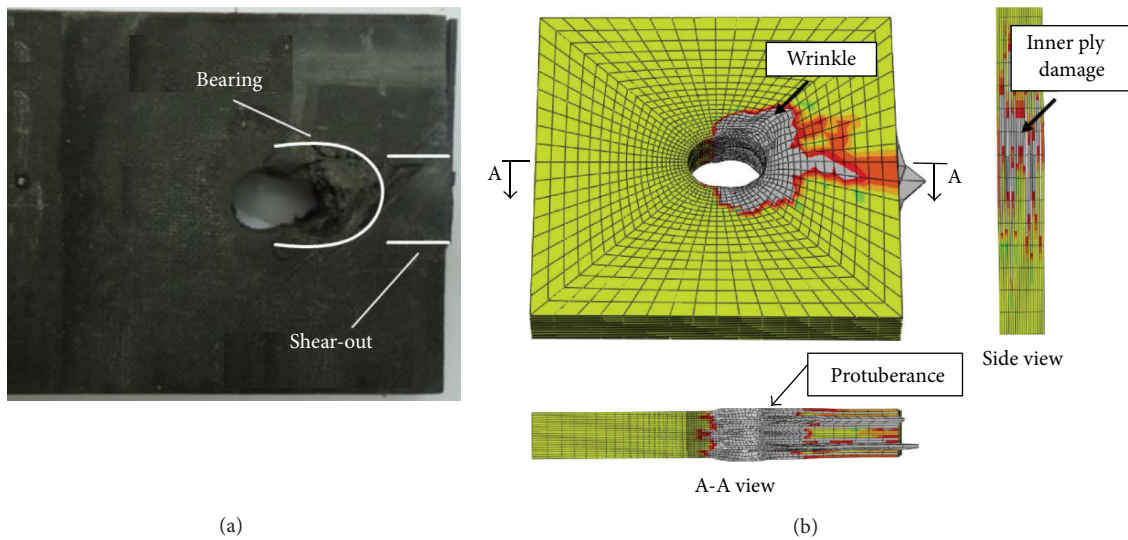 Bearing
Shear-out
(a)
Wrinkle
Inner ply
damage
A
A
Side view
Protuberance
A-A view
(b)